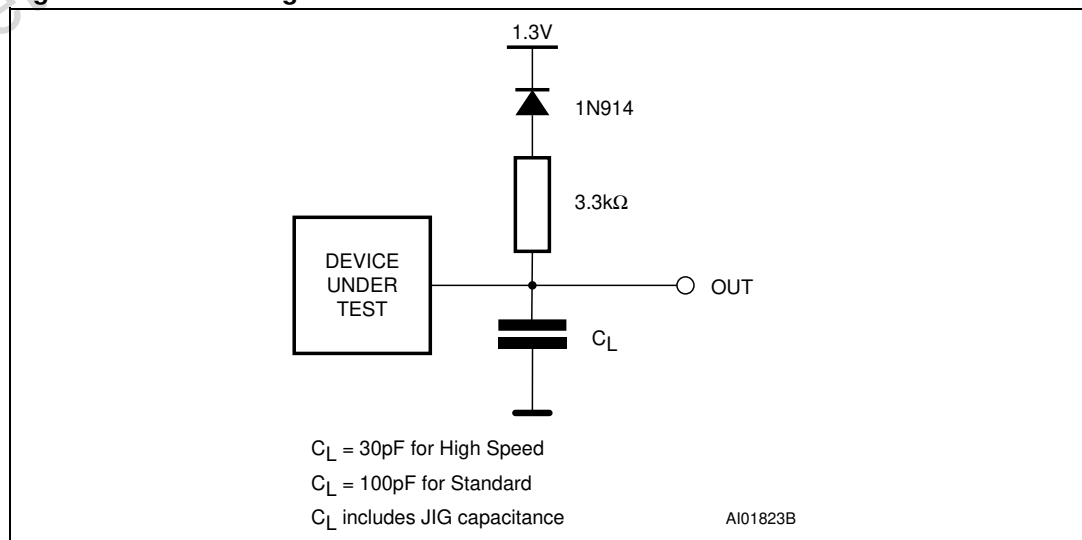 1.3V
1N914
3.3kΩ
DEVICE
UNDER
TEST
OUT
CL
CL = 30pF for High Speed
CL = 100pF for Standard
CL includes JIG capacitance
AI01823B